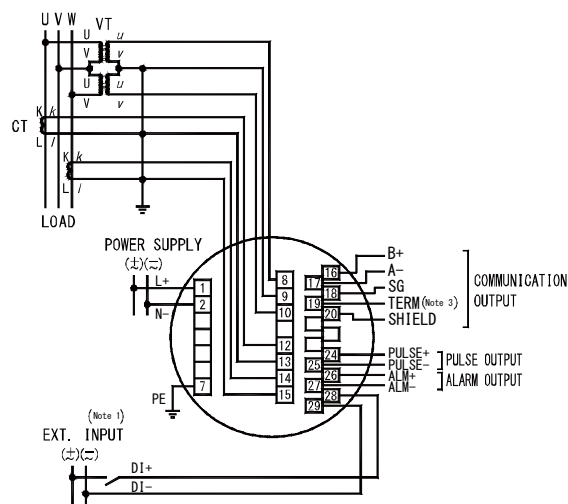 U V W VT
U u
V v
U u
V v
K k
CT
L l
K k
L l
LOAD
POWER SUPPLY
(±)(≂)
L+
N-
PE
1
2
7
8
9
10
12
13
14
15
16
17
18
19
20
24
25
26
27
28
29
B+
A-
SG
TERM(Note 3)
SHIELD
COMMUNICATION
OUTPUT
PULSE+
PULSE-
PULSE OUTPUT
ALM+
ALM-
ALARM OUTPUT
(Note 1)
EXT. INPUT
(±)(≂)
DI+
DI-